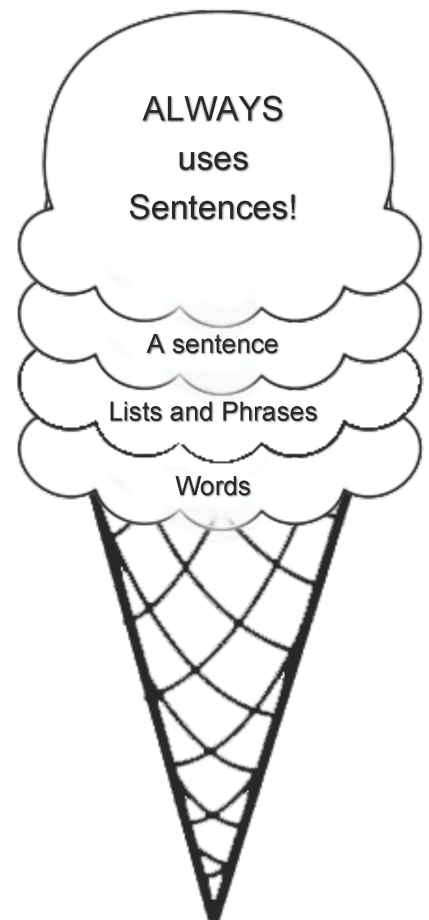 ALWAYS
uses
Sentences!
A sentence
Lists and Phrases
Words